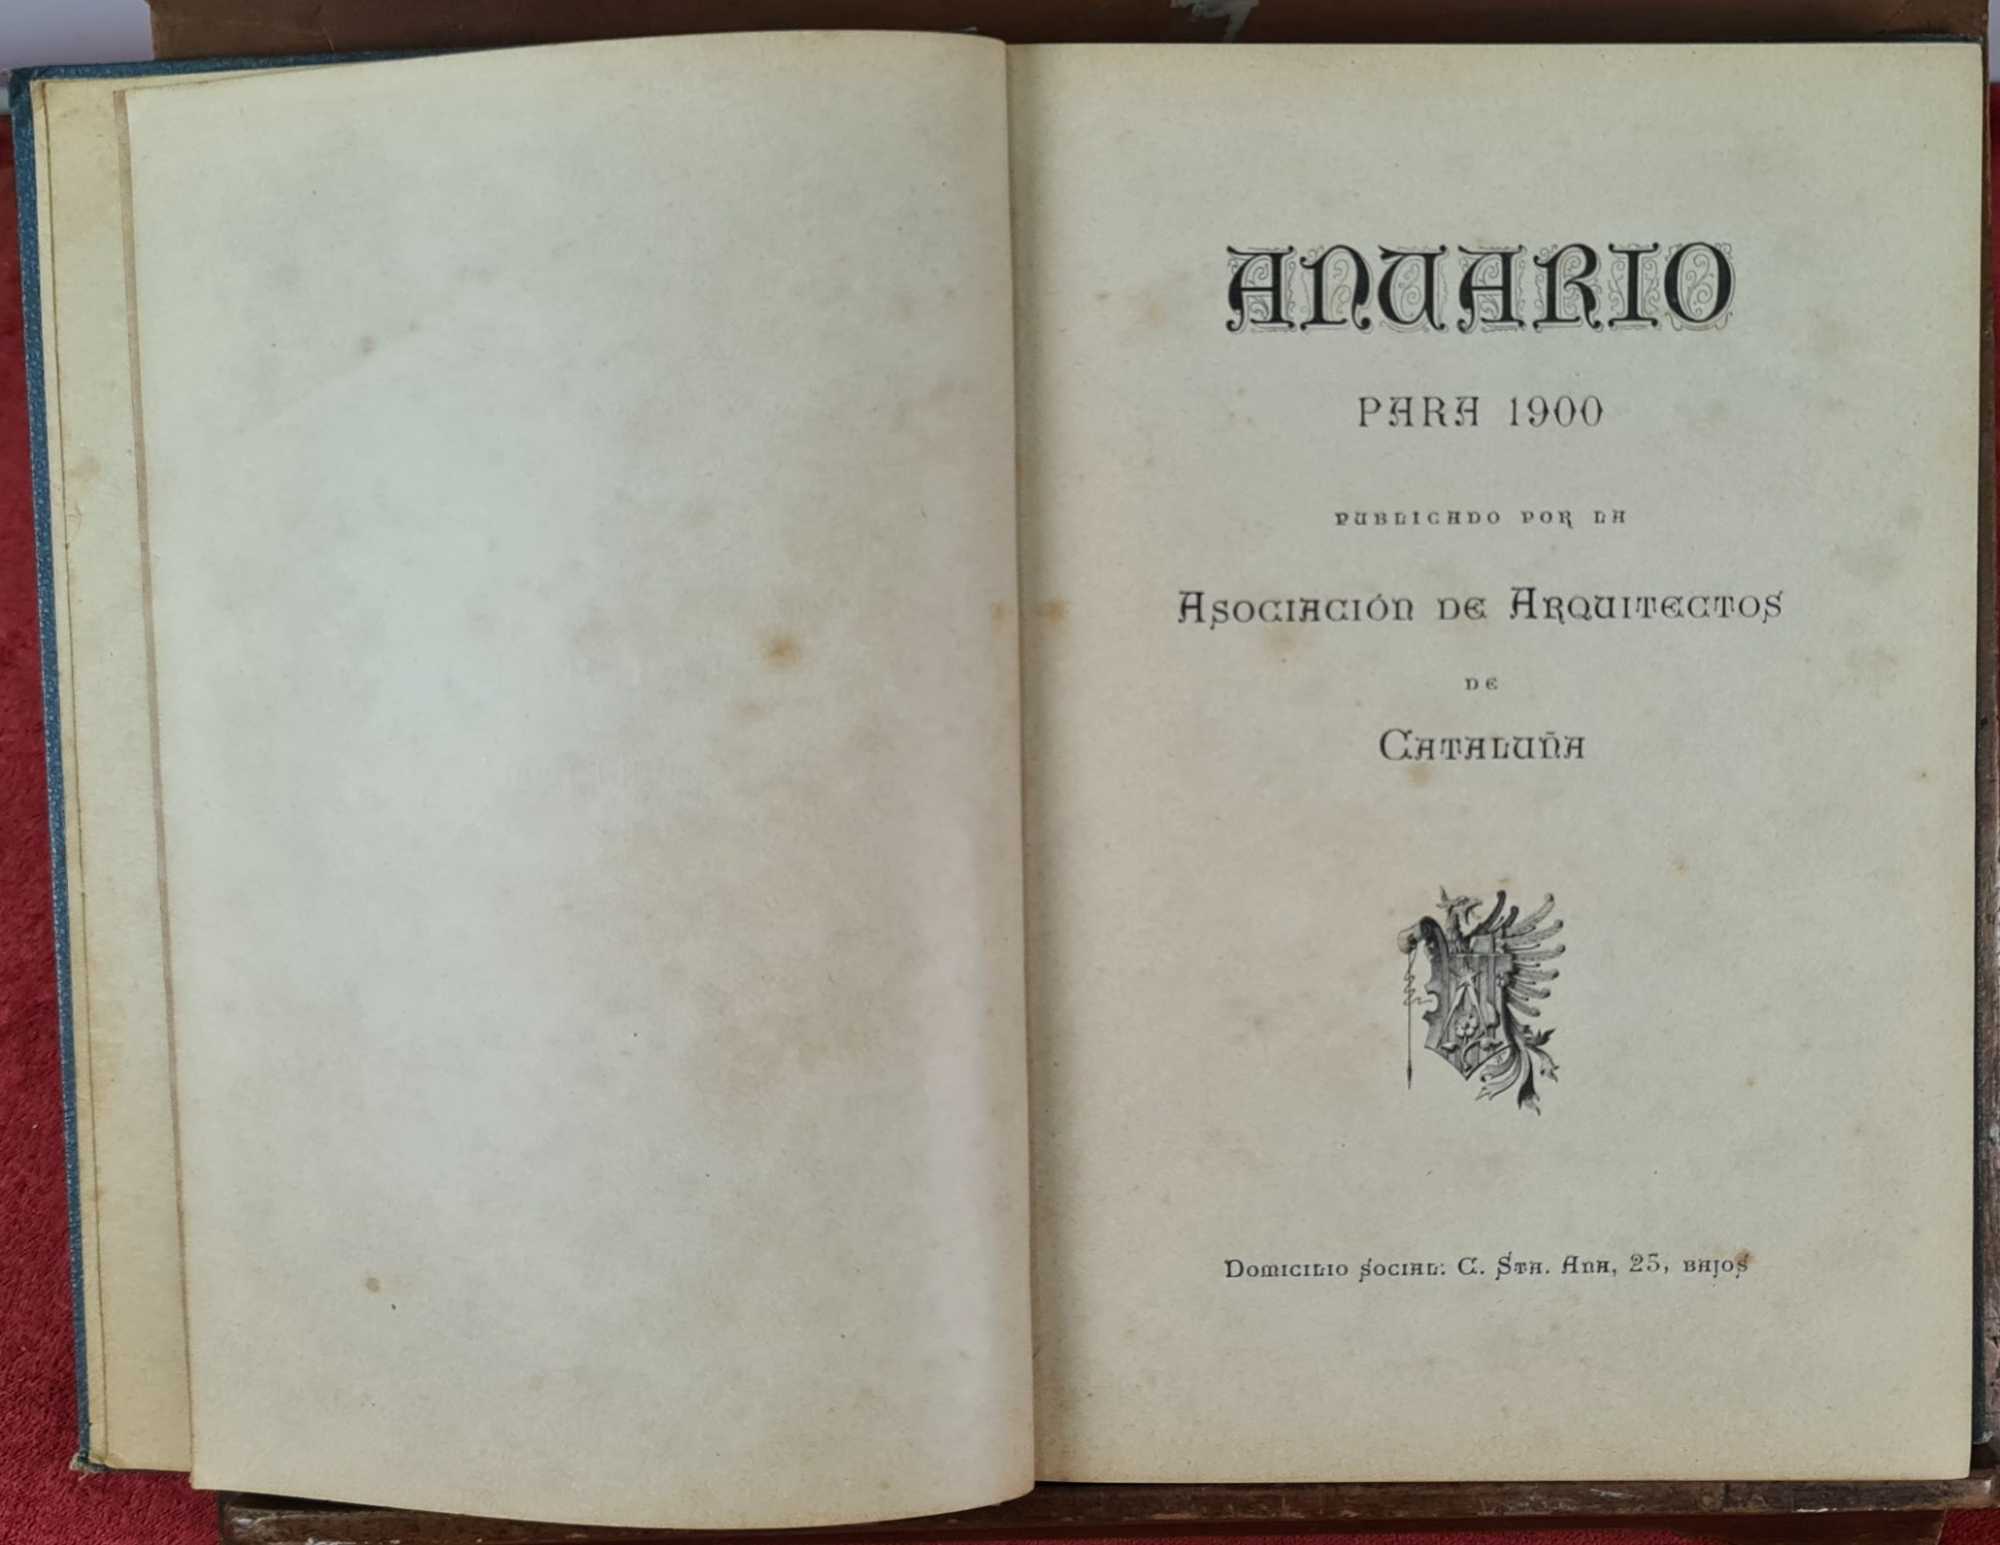 ANUARIO
PARA 1900
PUBLICADO POR LA
ASOCIACIÓN DE ARQUITECTOS
DE
CATALUÑA
DOMICILIO SOCIAL: C. STA. ANA, 25, BAJOS